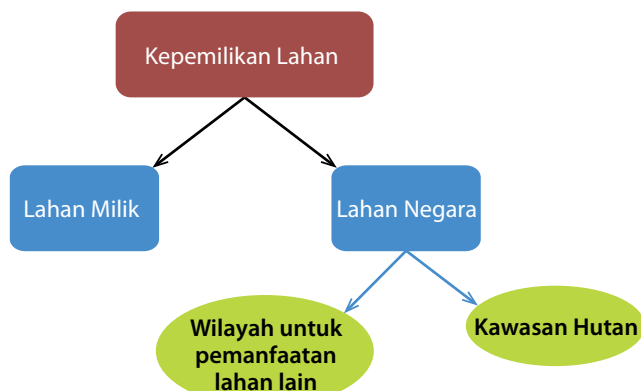 Kepemilikan Lahan
Lahan Milik
Lahan Negara
Wilayah untuk
pemanfaatan
lahan lain
Kawasan Hutan